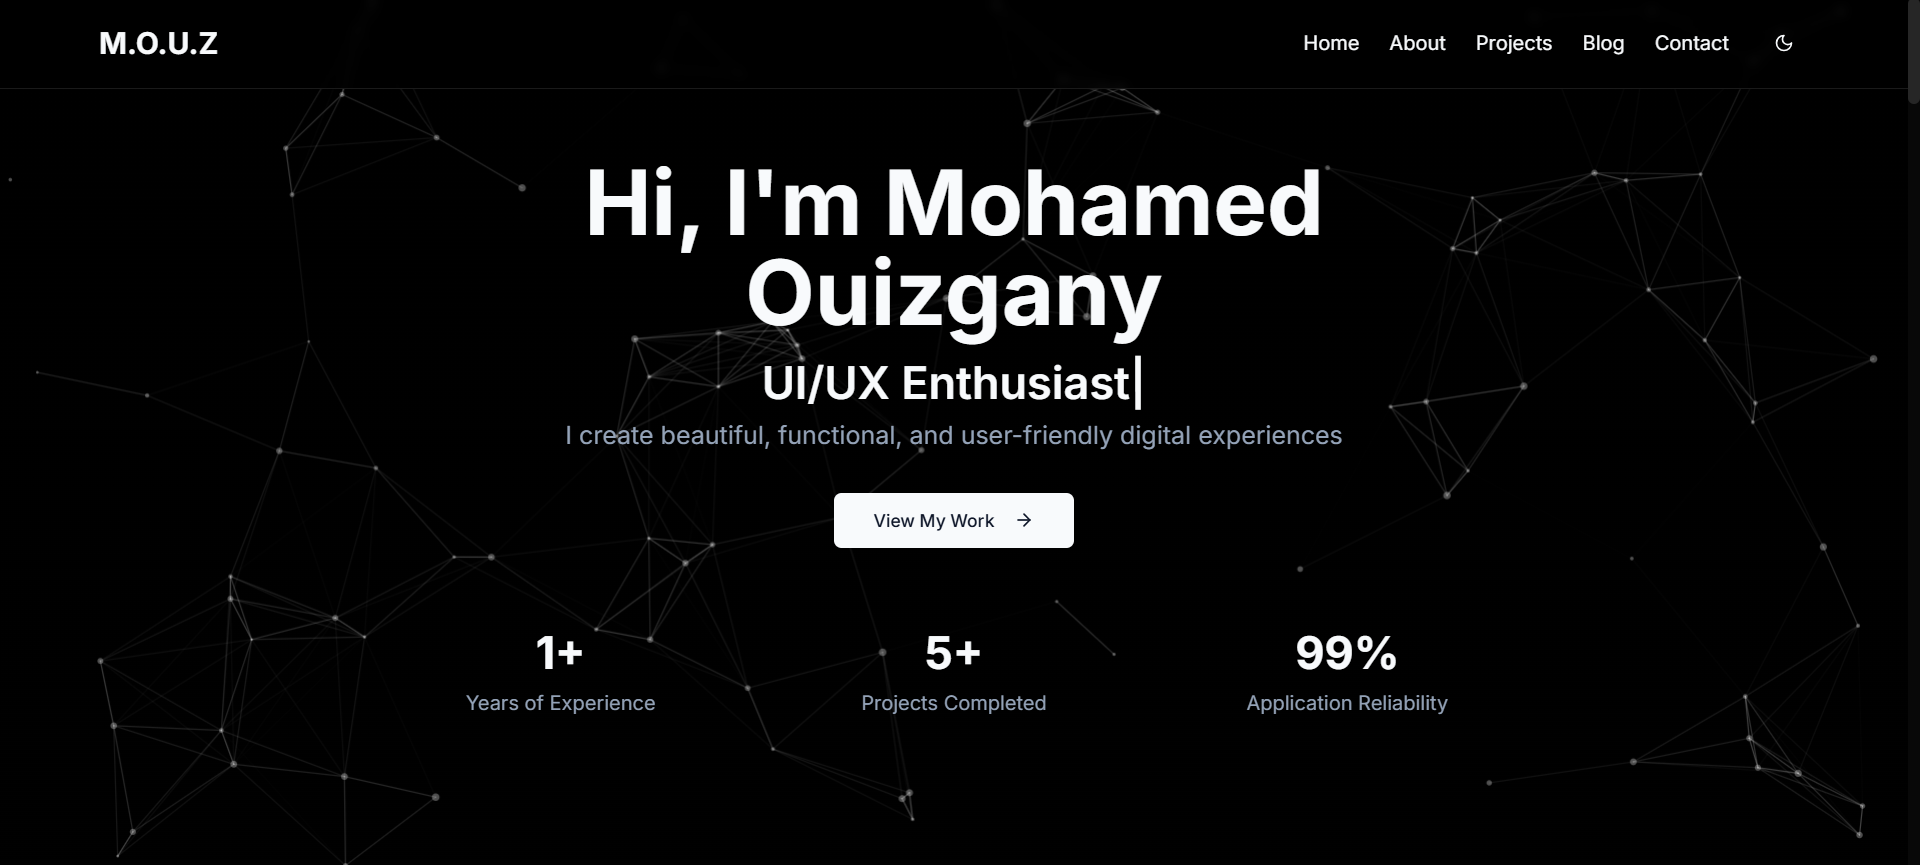 M.O.U.Z
Home About Projects Blog Contact
Hi, I'm Mohamed
Ouizgany
UI/UX Enthusiast|
I create beautiful, functional, and user-friendly digital experiences
View My Work
1+ 5+ 99%
Years of Experience Projects Completed Application Reliability